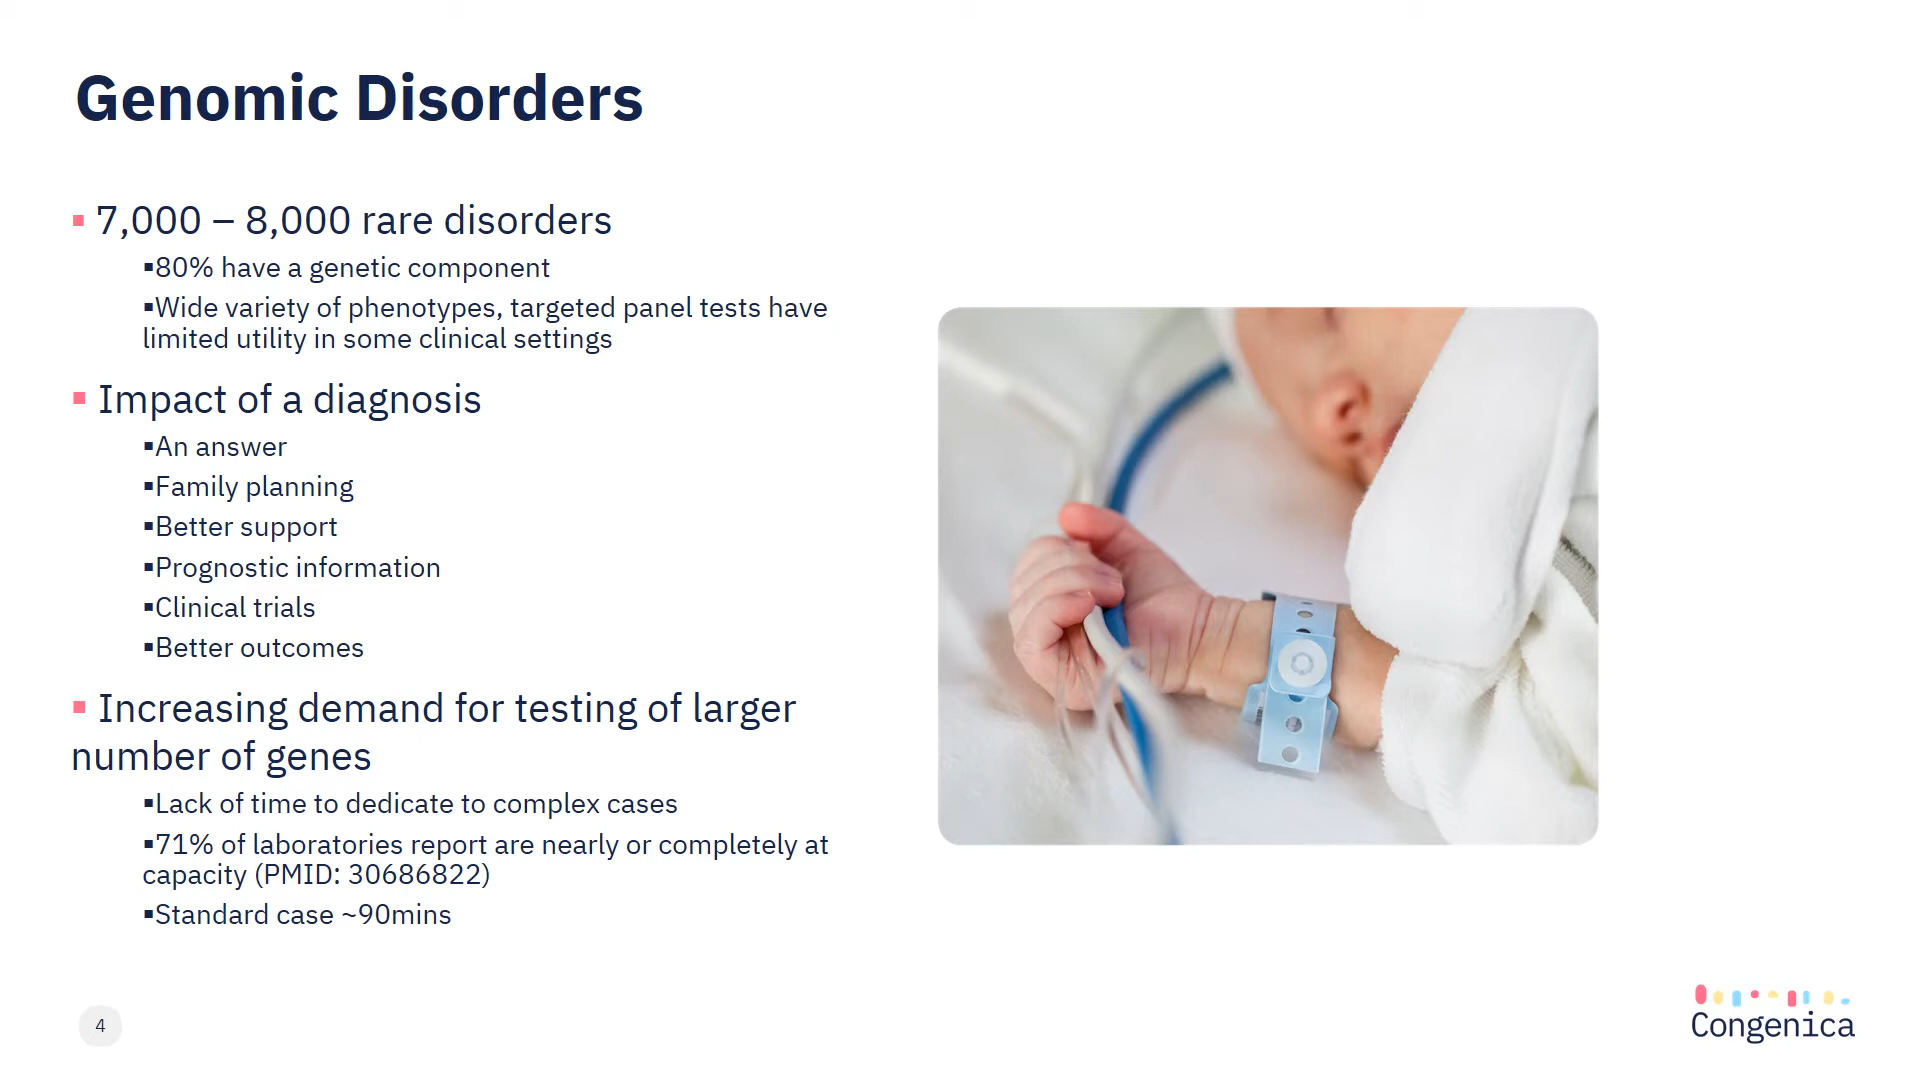 Genomic Disorders
▪ 7,000 – 8,000 rare disorders
▪80% have a genetic component
▪Wide variety of phenotypes, targeted panel tests have
limited utility in some clinical settings
▪ Impact of a diagnosis
▪An answer
▪Family planning
▪Better support
▪Prognostic information
▪Clinical trials
▪Better outcomes
▪ Increasing demand for testing of larger
number of genes
▪Lack of time to dedicate to complex cases
▪71% of laboratories report are nearly or completely at
capacity (PMID: 30686822)
▪Standard case ~90mins
4
Congenica